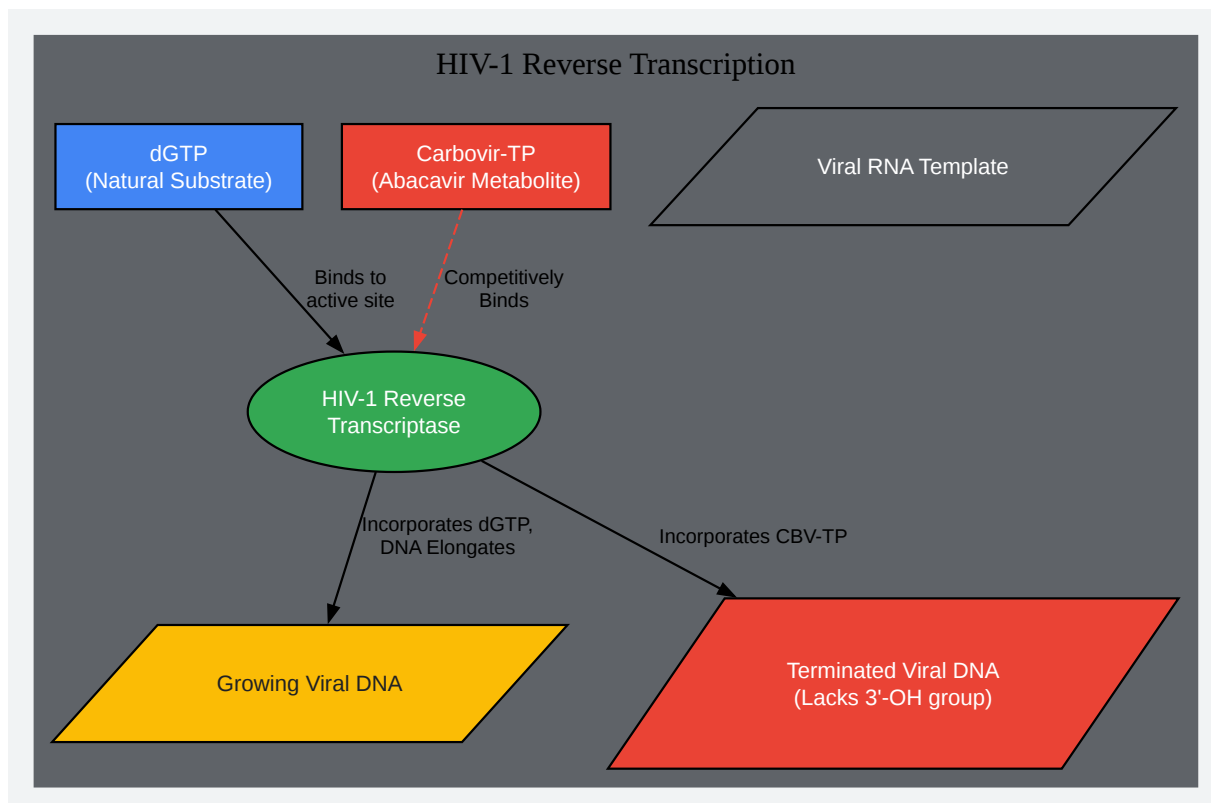 HIV-1 Reverse Transcription
dGTP
(Natural Substrate)
Carbovir-TP
(Abacavir Metabolite)
Viral RNA Template
Binds to
active site
Competitively
Binds
HIV-1 Reverse
Transcriptase
Incorporates dGTP,
DNA Elongates
Incorporates CBV-TP
Growing Viral DNA
Terminated Viral DNA
(Lacks 3'-OH group)